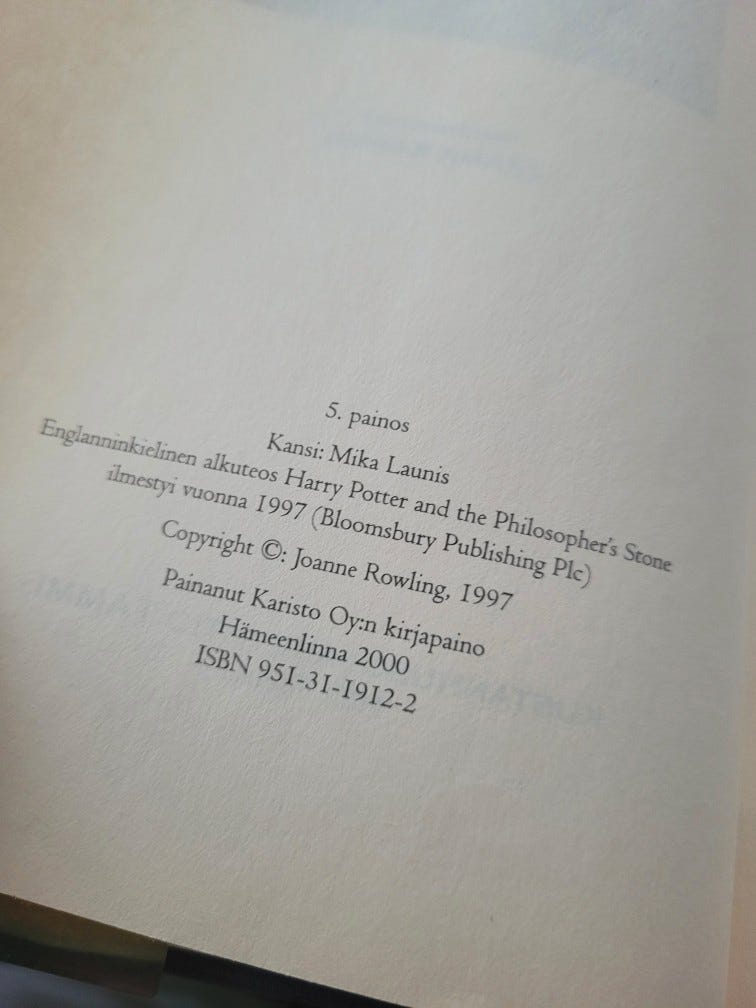 5. painos
Kansi: Mika Launis
Englanninkielinen alkuteos Harry Potter and the Philosopher's Stone
ilmestyi vuonna 1997 (Bloomsbury Publishing Plc)
Copyright ©: Joanne Rowling, 1997
Painanut Karisto Oy:n kirjapaino
Hämeenlinna 2000
ISBN 951-31-1912-2